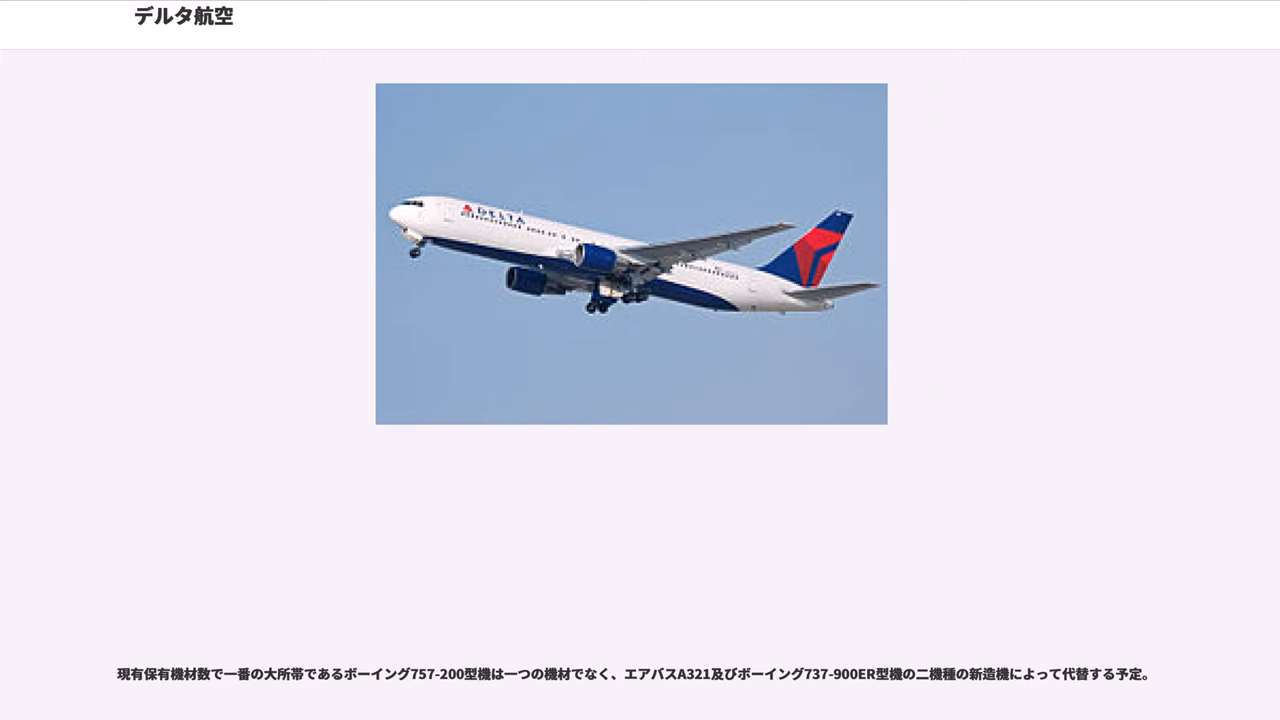 デルタ航空
DELTA
現有保有機材数で一番の大所帯であるボーイング757-200型機は一つの機材でなく、エアバスA321及びボーイング737-900ER型機の二機種の新造機によって代替する予定。